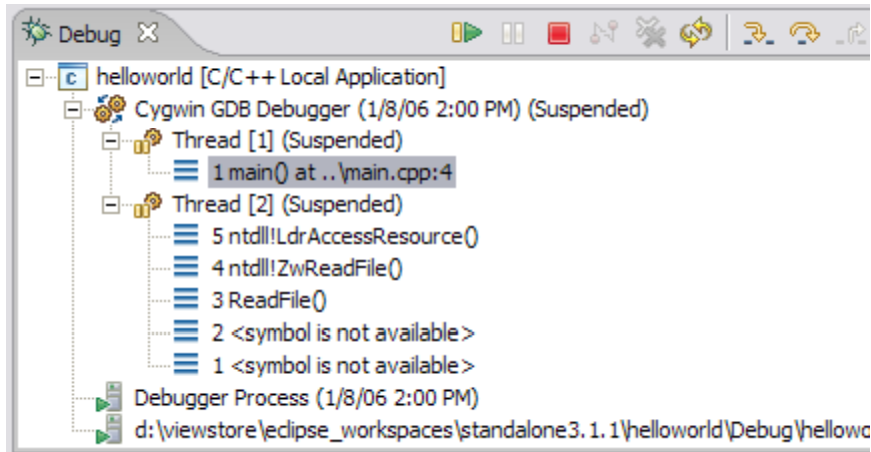 Debug
helloworld [C/C++ Local Application]
Cygwin GDB Debugger (1/8/06 2:00 PM) (Suspended)
Thread [1] (Suspended)
1 main() at ..\main.cpp:4
Thread [2] (Suspended)
5 ntdll!LdrAccessResource()
4 ntdll!ZwReadFile()
3 ReadFile()
2 <symbol is not available>
1 <symbol is not available>
Debugger Process (1/8/06 2:00 PM)
d:\viewstore\eclipse_workspaces\standalone3.1.1\helloworld\Debug\hellowo